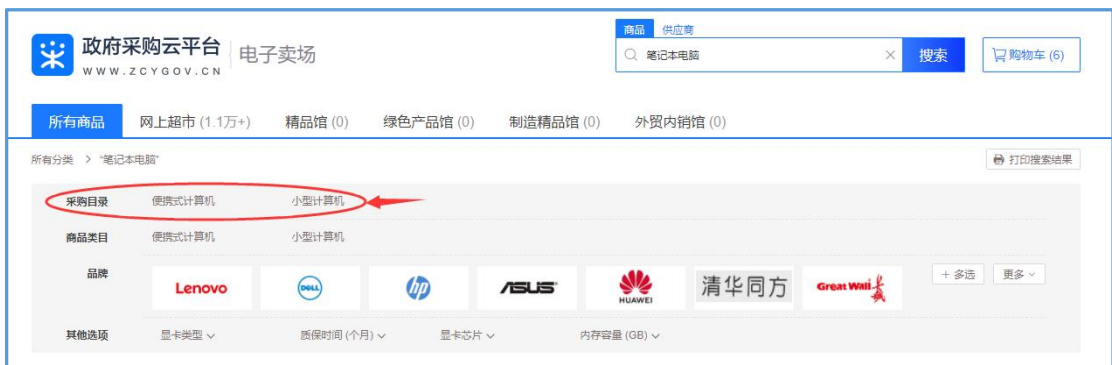 商品 供应商
政府采购云平台 电子卖场
WWW.ZCYGOV.CN
笔记本电脑 × 搜索 购物车 (6)
所有商品 网上超市 (1.1万+) 精品馆 (0) 绿色产品馆 (0) 制造精品馆 (0) 外贸内销馆 (0)
所有分类 > "笔记本电脑" 打印搜索结果
采购目录 便携式计算机 小型计算机
商品类目 便携式计算机 小型计算机
品牌 Lenovo DELL hp ASUS HUAWEI 清华同方 Great Wall + 多选 更多
其他选项 显卡类型 质保时间 (个月) 显卡芯片 内存容量 (GB)